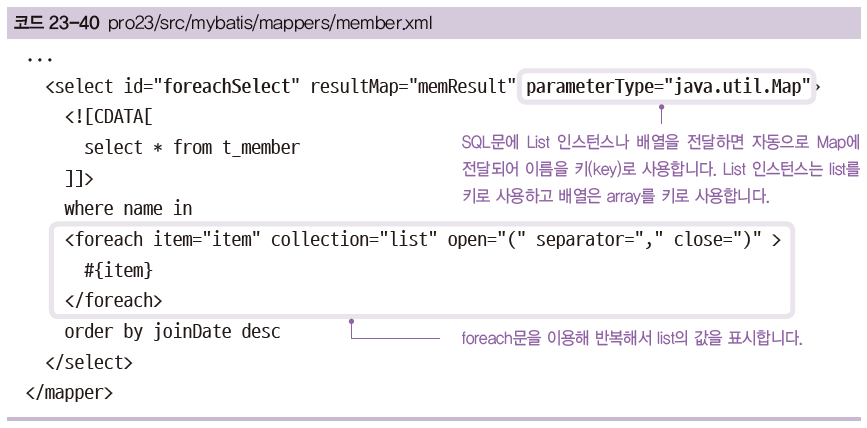 코드 23-40 pro23/src/mybatis/mappers/member.xml
...
<select id="foreachSelect" resultMap="memResult" parameterType="java.util.Map">
<![CDATA[
select * from t_member
]]>
where name in
<foreach item="item" collection="list" open="(" separator="," close=")" >
#{item}
</foreach>
order by joinDate desc
</select>
</mapper>
SQL문에 List 인스턴스나 배열을 전달하면 자동으로 Map에
전달되어 이름을 키(key)로 사용합니다. List 인스턴스는 list를
키로 사용하고 배열은 array를 키로 사용합니다.
foreach문을 이용해 반복해서 list의 값을 표시합니다.